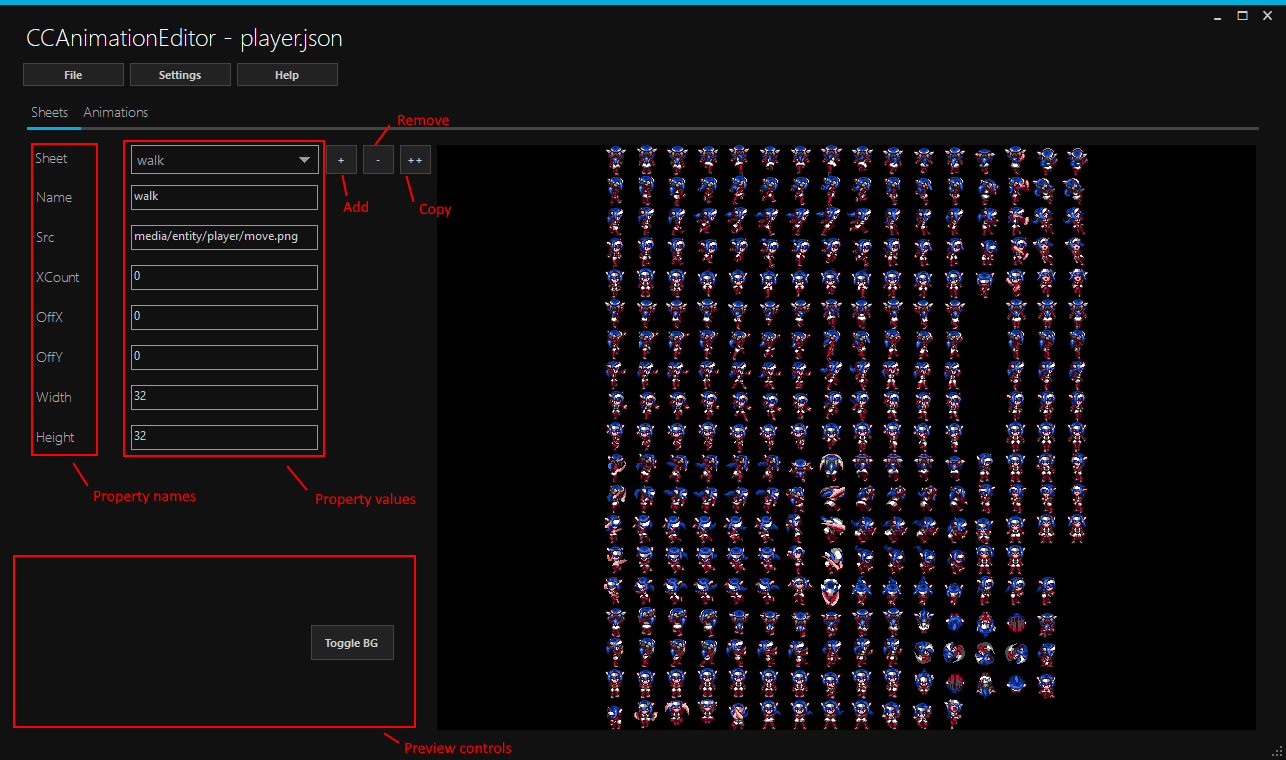 CCAnimationEditor - player.json
File Settings Help
Sheets Animations
Remove
Sheet walk + - ++
Name walk
Add
Copy
Src media/entity/player/move.png
XCount 0
OffX 0
OffY 0
Width 32
Height 32
Property names
Property values
Toggle BG
Preview controls